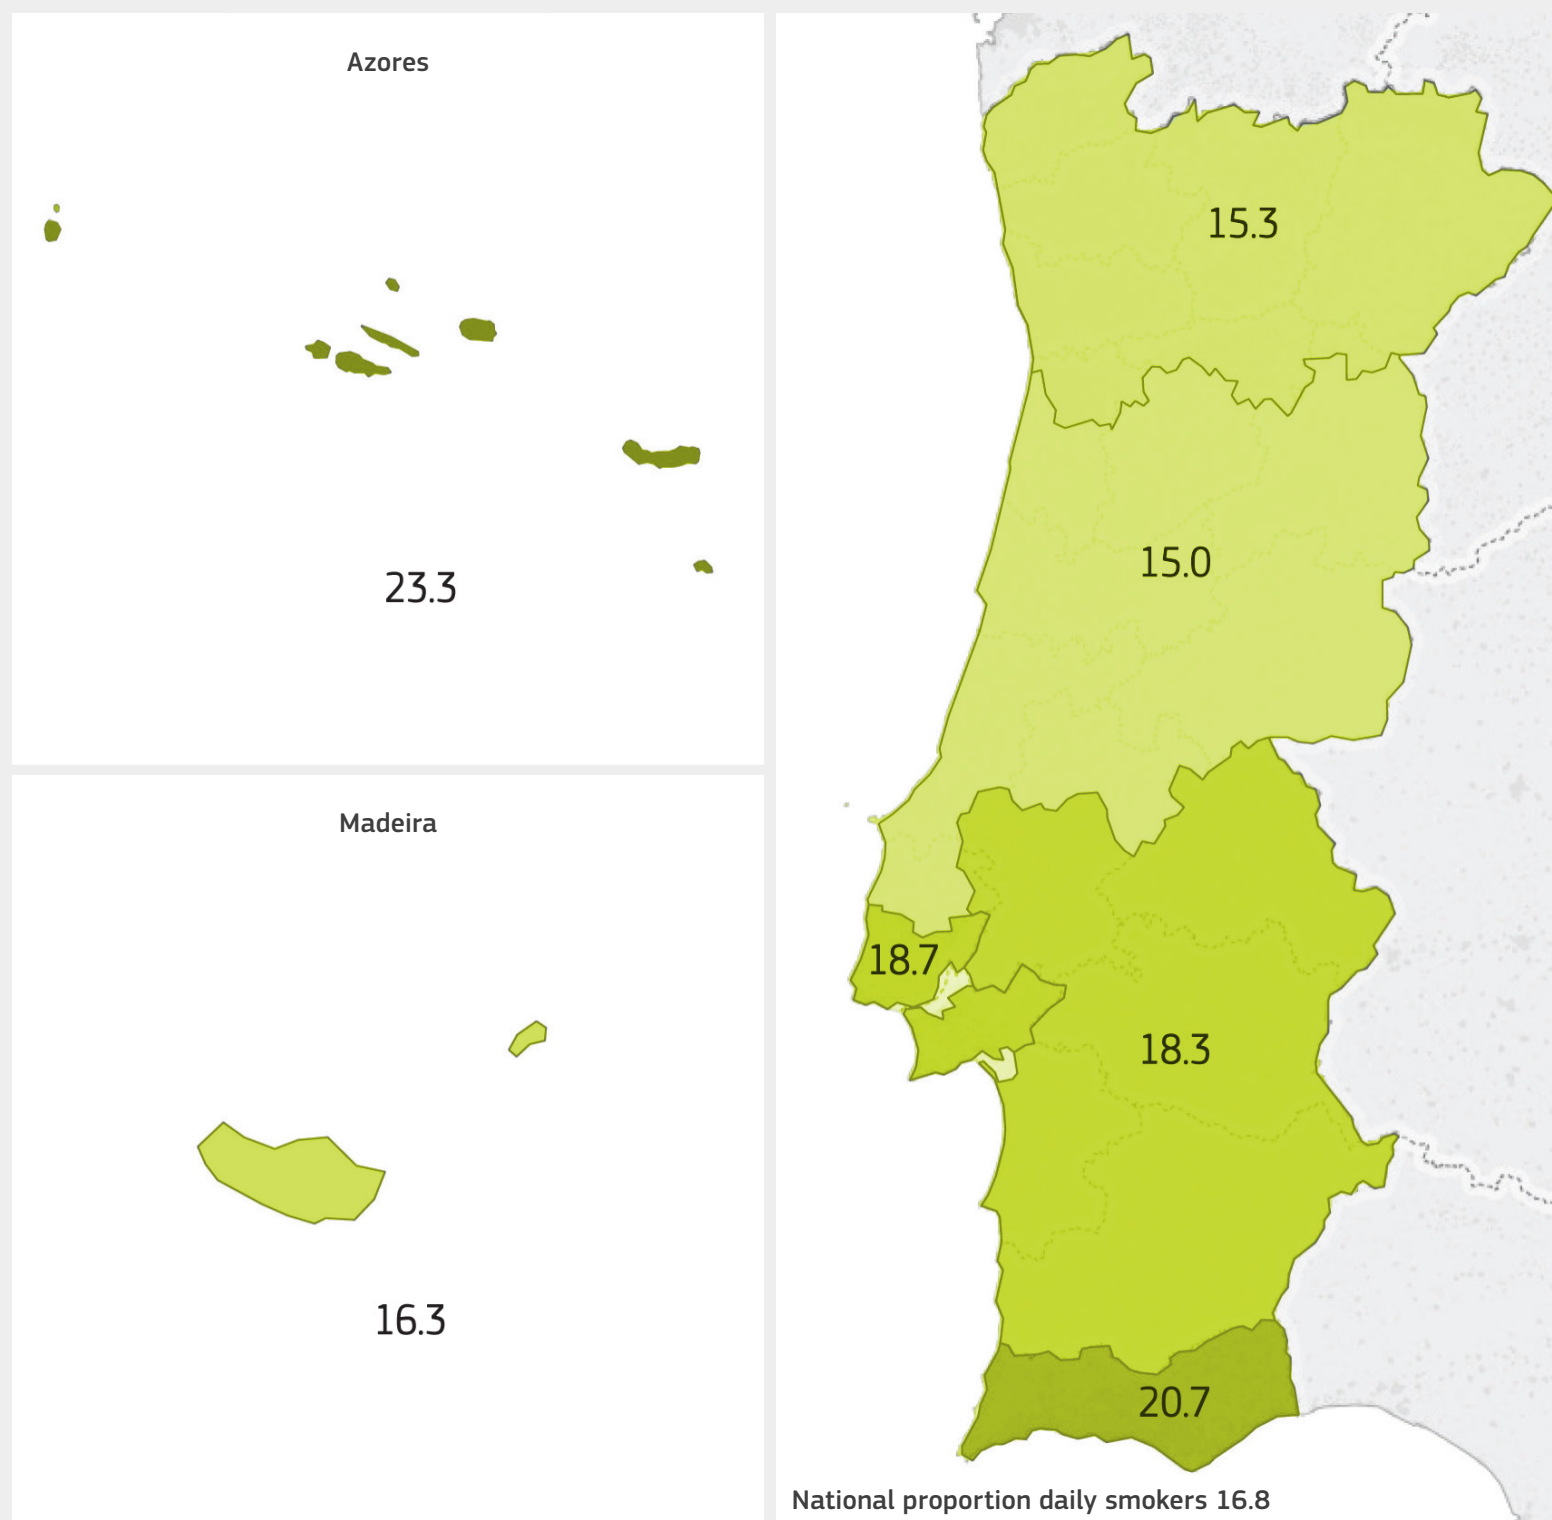 Azores
23.3
Madeira
16.3
15.3
15.0
18.7
18.3
20.7
National proportion daily smokers 16.8